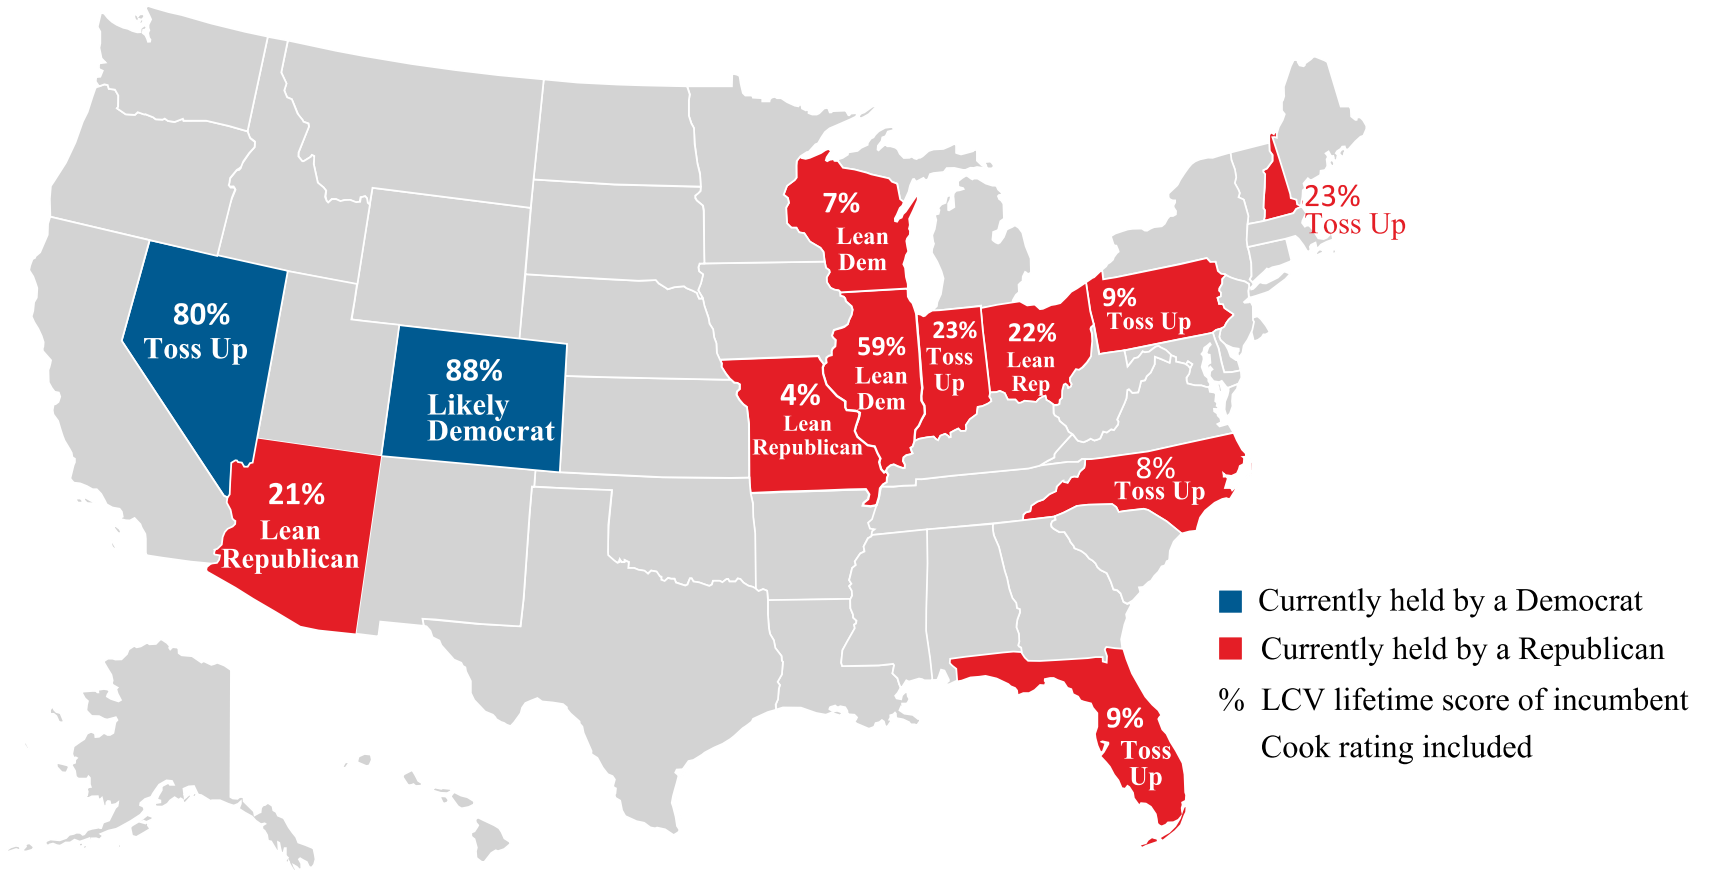 7%
Lean
Dem
23%
Toss Up
80%
Toss Up
88%
Likely
Democrat
59%
Lean
Dem
23%
Toss
Up
22%
Lean
Rep
9%
Toss Up
4%
Lean
Republican
21%
Lean
Republican
8%
Toss Up
9%
Toss
Up
Currently held by a Democrat
Currently held by a Republican
% LCV lifetime score of incumbent
Cook rating included